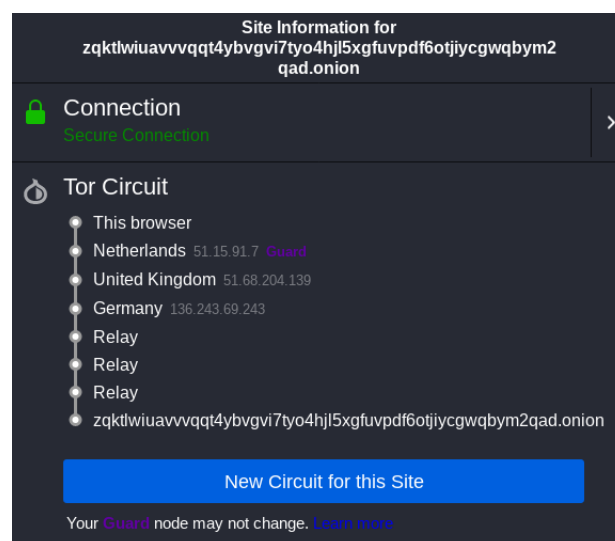 Site Information for
zqktlwiuavvvqqt4ybvgvi7tyo4hjl5xgfuvpdf6otjiycgwqbym2
qad.onion
Connection
Secure Connection
Tor Circuit
This browser
Netherlands 51.15.91.7 Guard
United Kingdom 51.68.204.139
Germany 136.243.69.243
Relay
Relay
Relay
zqktlwiuavvvqqt4ybvgvi7tyo4hjl5xgfuvpdf6otjiycgwqbym2qad.onion
New Circuit for this Site
Your Guard node may not change. Learn more